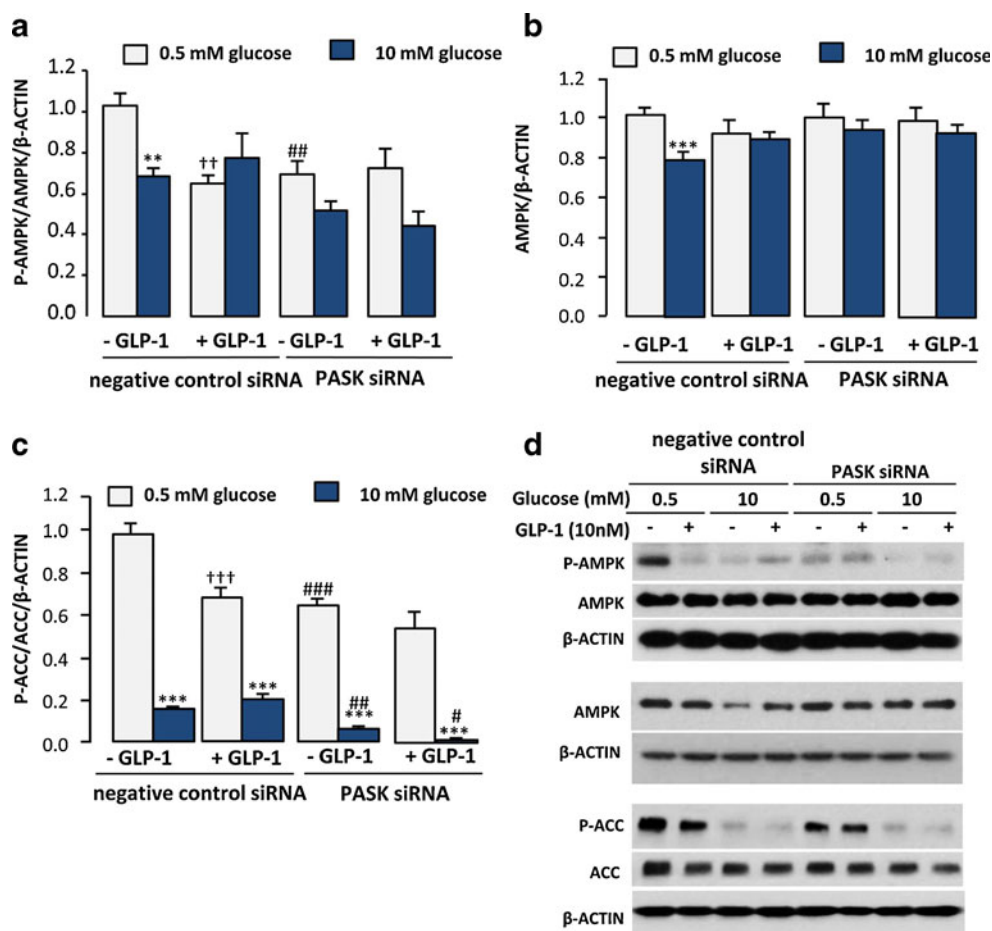 a
0.5 mM glucose 10 mM glucose
P-AMPK/AMPK/β-ACTIN
1.2
1.0
0.8
0.6
0.4
0.2
0.0
** †† ##
- GLP-1 + GLP-1 - GLP-1 + GLP-1
negative control siRNA PASK siRNA
b
0.5 mM glucose 10 mM glucose
AMPK/β-ACTIN
1.2
1.0
0.8
0.6
0.4
0.2
0.0
***
- GLP-1 + GLP-1 - GLP-1 + GLP-1
negative control siRNA PASK siRNA
c
0.5 mM glucose 10 mM glucose
P-ACC/ACC/β-ACTIN
1.2
1.0
0.8
0.6
0.4
0.2
0.0
††† ###
*** *** ## #
*** ***
- GLP-1 + GLP-1 - GLP-1 + GLP-1
negative control siRNA PASK siRNA
d
negative control
siRNA PASK siRNA
Glucose (mM) 0.5 10 0.5 10
GLP-1 (10nM) - + - + - + - +
P-AMPK
AMPK
β-ACTIN
AMPK
β-ACTIN
P-ACC
ACC
β-ACTIN